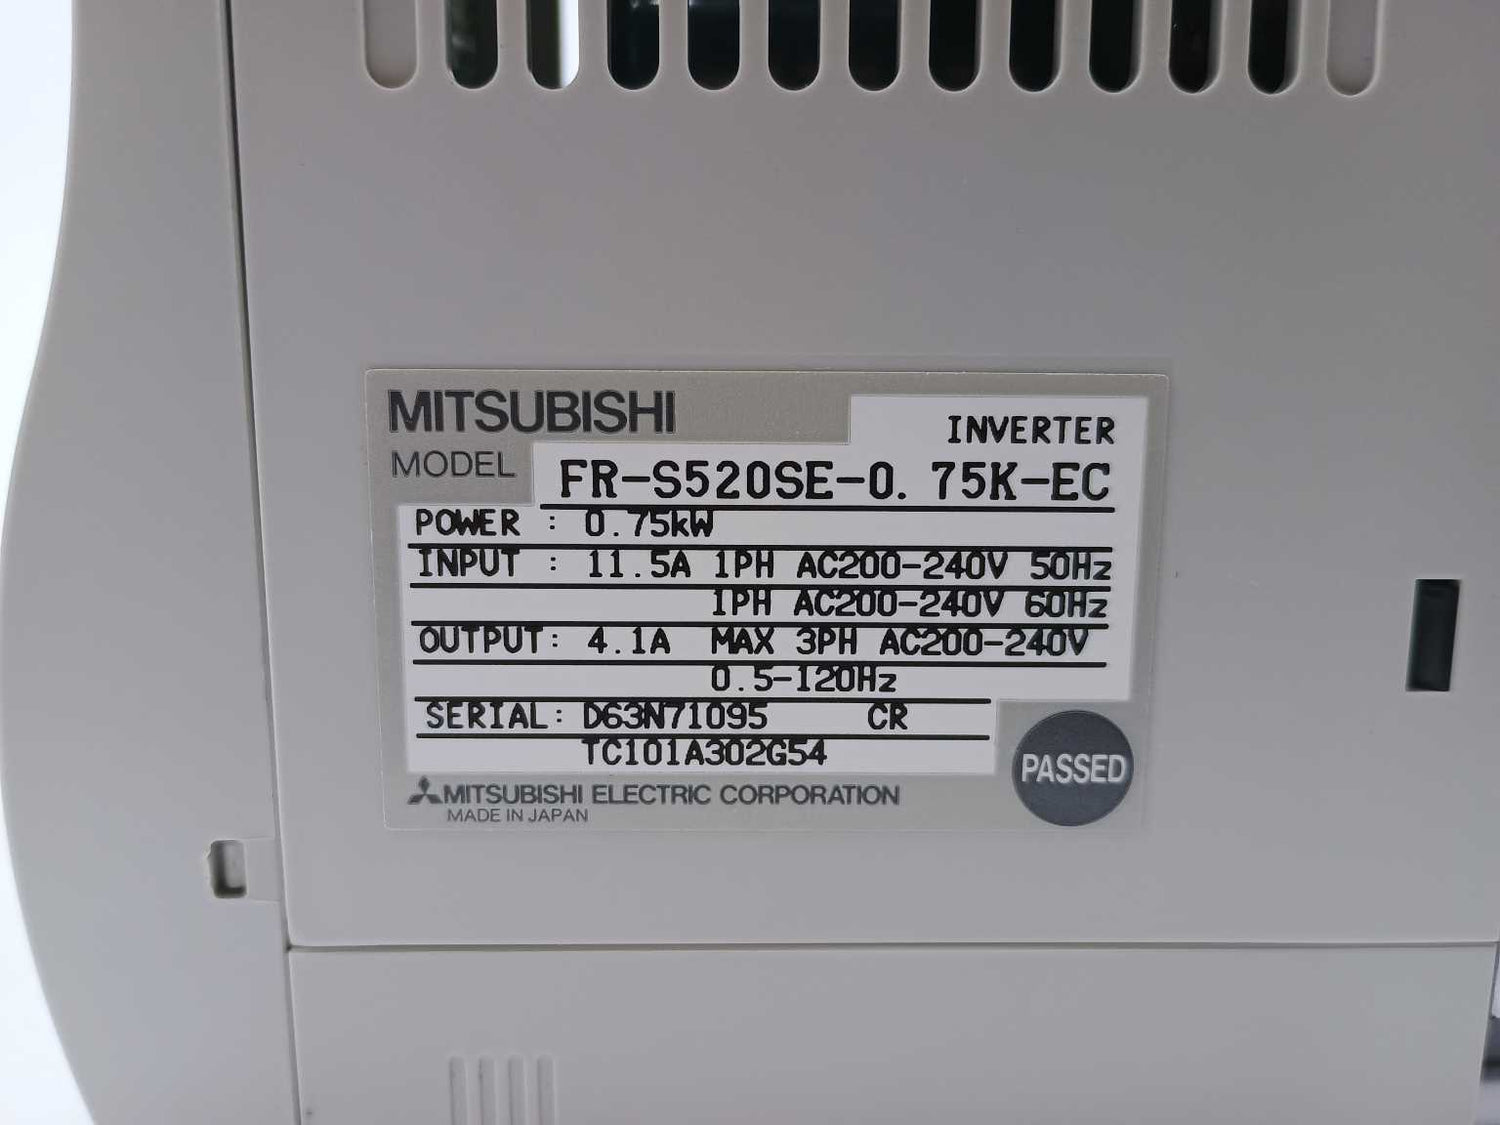 MITSUBISHI
INVERTER
MODEL FR-S520SE-0.75K-EC
POWER : 0.75kW
INPUT : 11.5A 1PH AC200-240V 50Hz
1PH AC200-240V 60Hz
OUTPUT: 4.1A MAX 3PH AC200-240V
0.5-120Hz
SERIAL: D63N71095 CR
TC101A302G54
PASSED
MITSUBISHI ELECTRIC CORPORATION
MADE IN JAPAN